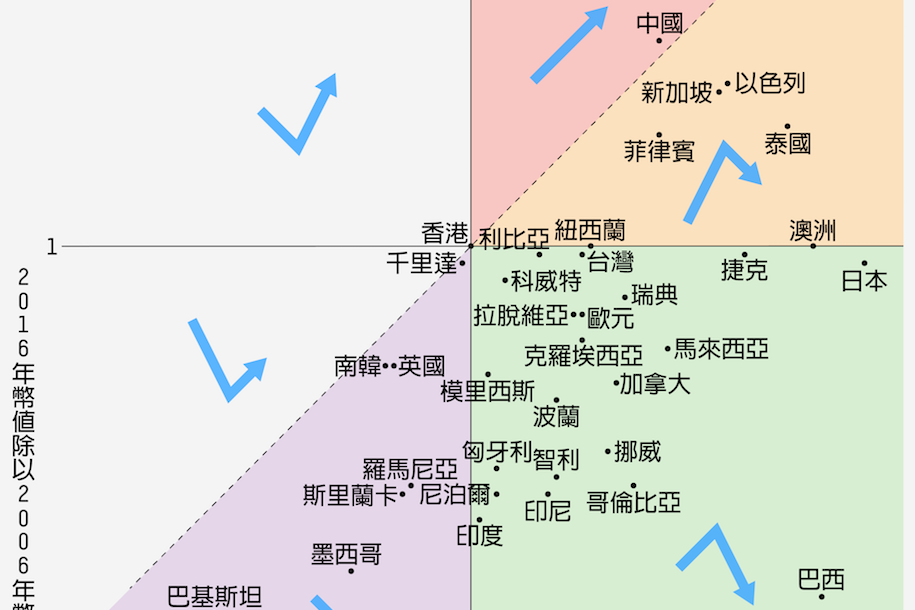 中國
以色列
新加坡
泰國
菲律賓
香港
利比亞
紐西蘭
澳洲
1
千里達
台灣
捷克
科威特
日本
瑞典
拉脫維亞
歐元
克羅埃西亞
馬來西亞
南韓
英國
模里西斯
加拿大
波蘭
匈牙利
智利
挪威
羅馬尼亞
斯里蘭卡
尼泊爾
印尼
哥倫比亞
印度
墨西哥
巴西
巴基斯坦
2016年幣值除以2006年幣